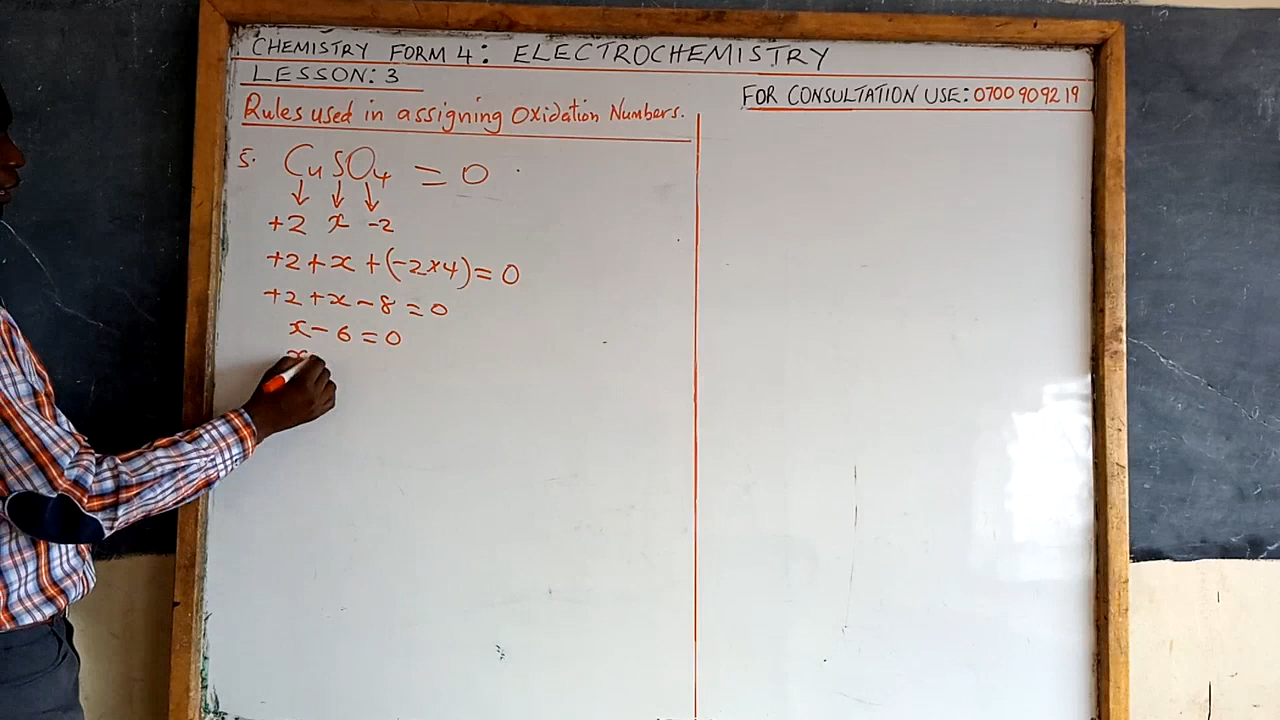 CHEMISTRY FORM 4: ELECTROCHEMISTRY
LESSON: 3
FOR CONSULTATION USE: 0700 909219
Rules used in assigning Oxidation Numbers.
5. CuSO₄ = 0
↓ ↓ ↓
+2 x -2
+2 + x + (-2×4) = 0
+2 + x - 8 = 0
x - 6 = 0
x